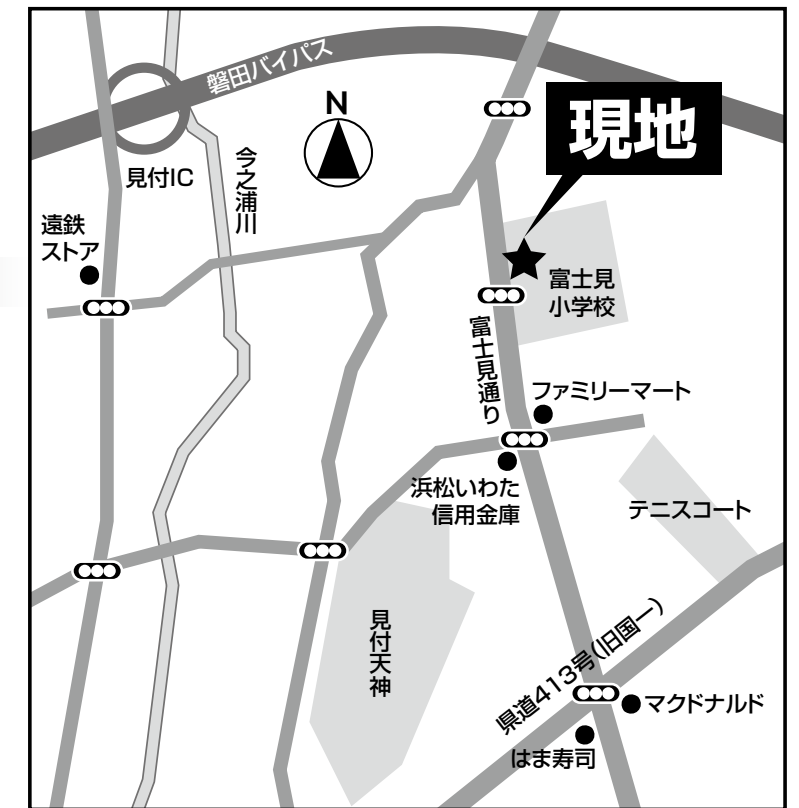 磐田バイパス
N
現地
見付IC
今之浦川
遠鉄
ストア
富士見
小学校
富士見通り
ファミリーマート
浜松いわた
信用金庫
テニスコート
見付天神
県道413号(旧国一)
マクドナルド
はま寿司